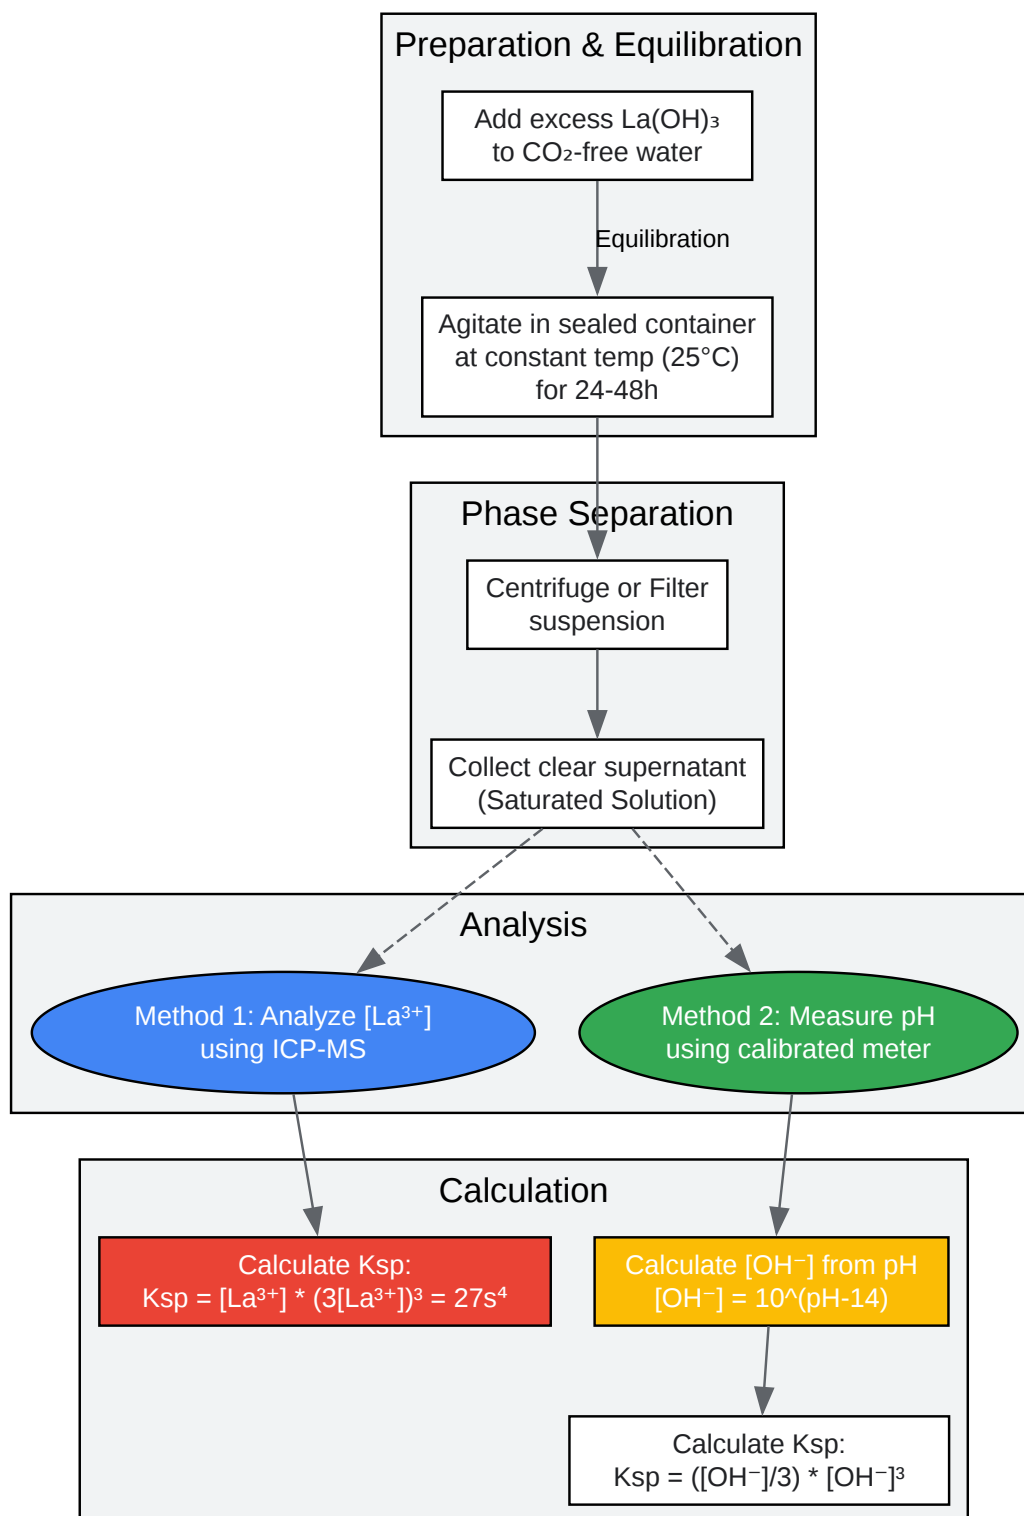 Preparation & Equilibration
Add excess La(OH)₃
to CO₂-free water
Equilibration
Agitate in sealed container
at constant temp (25°C)
for 24-48h
Phase Separation
Centrifuge or Filter
suspension
Collect clear supernatant
(Saturated Solution)
Analysis
Method 1: Analyze [La³⁺]
using ICP-MS
Method 2: Measure pH
using calibrated meter
Calculation
Calculate Ksp:
Ksp = [La³⁺] * (3[La³⁺])³ = 27s⁴
Calculate [OH⁻] from pH
[OH⁻] = 10^(pH-14)
Calculate Ksp:
Ksp = ([OH⁻]/3) * [OH⁻]³